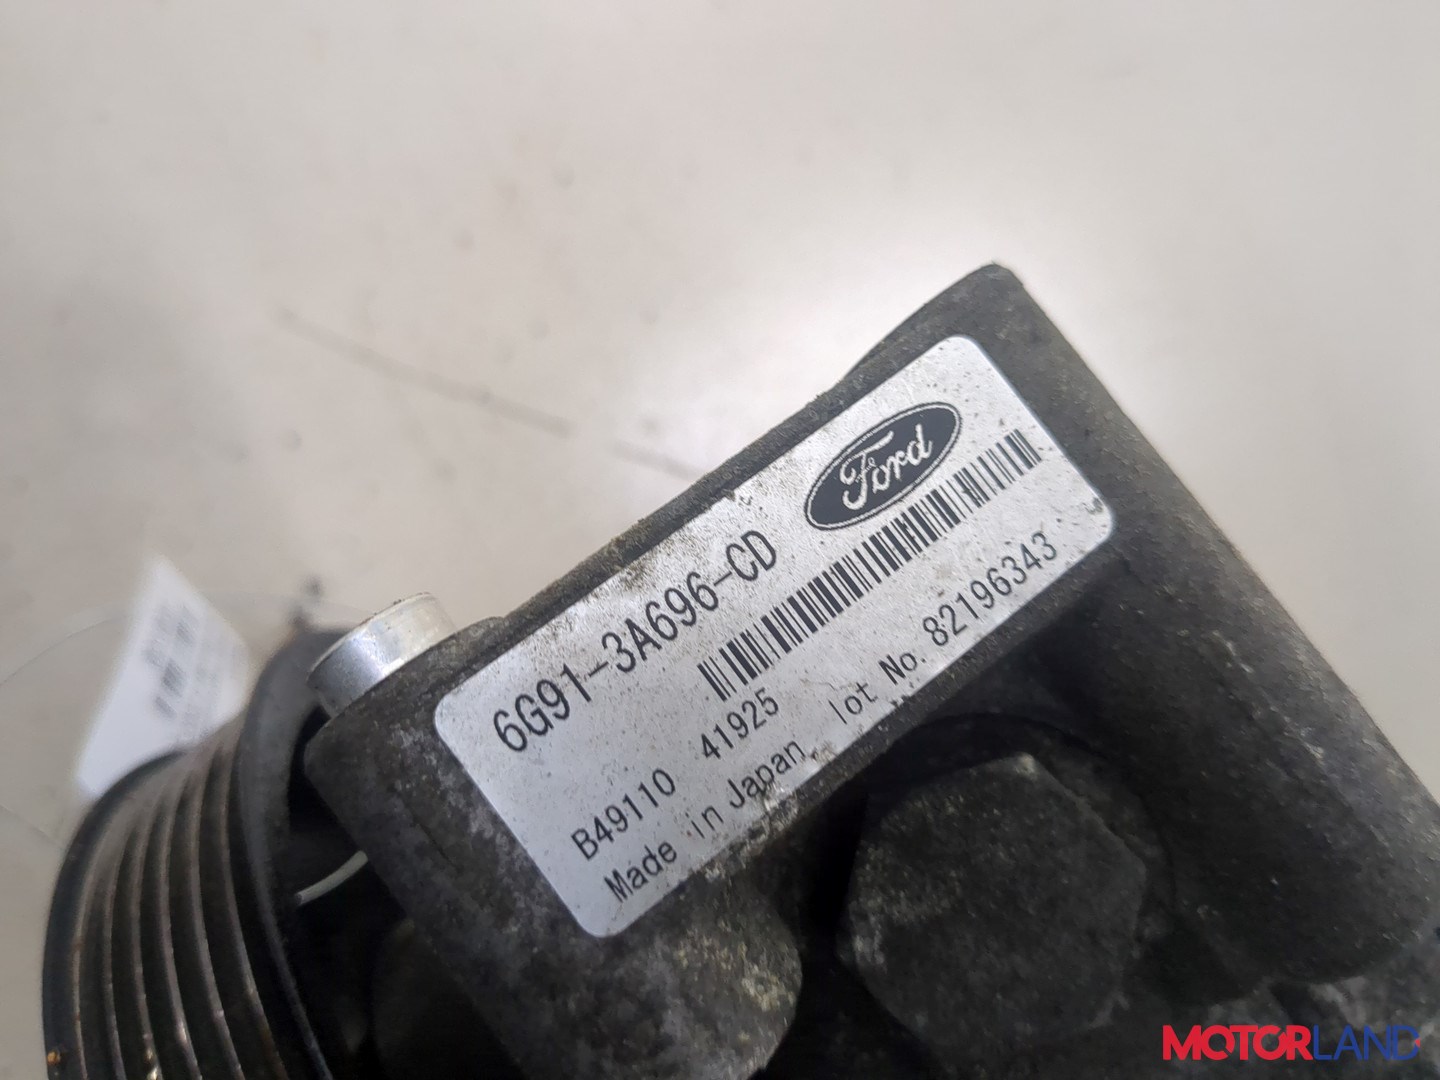 Ford
6G91-3A696-CD
B49110 41925 lot No. 82196343
Made in Japan
MOTORLAND